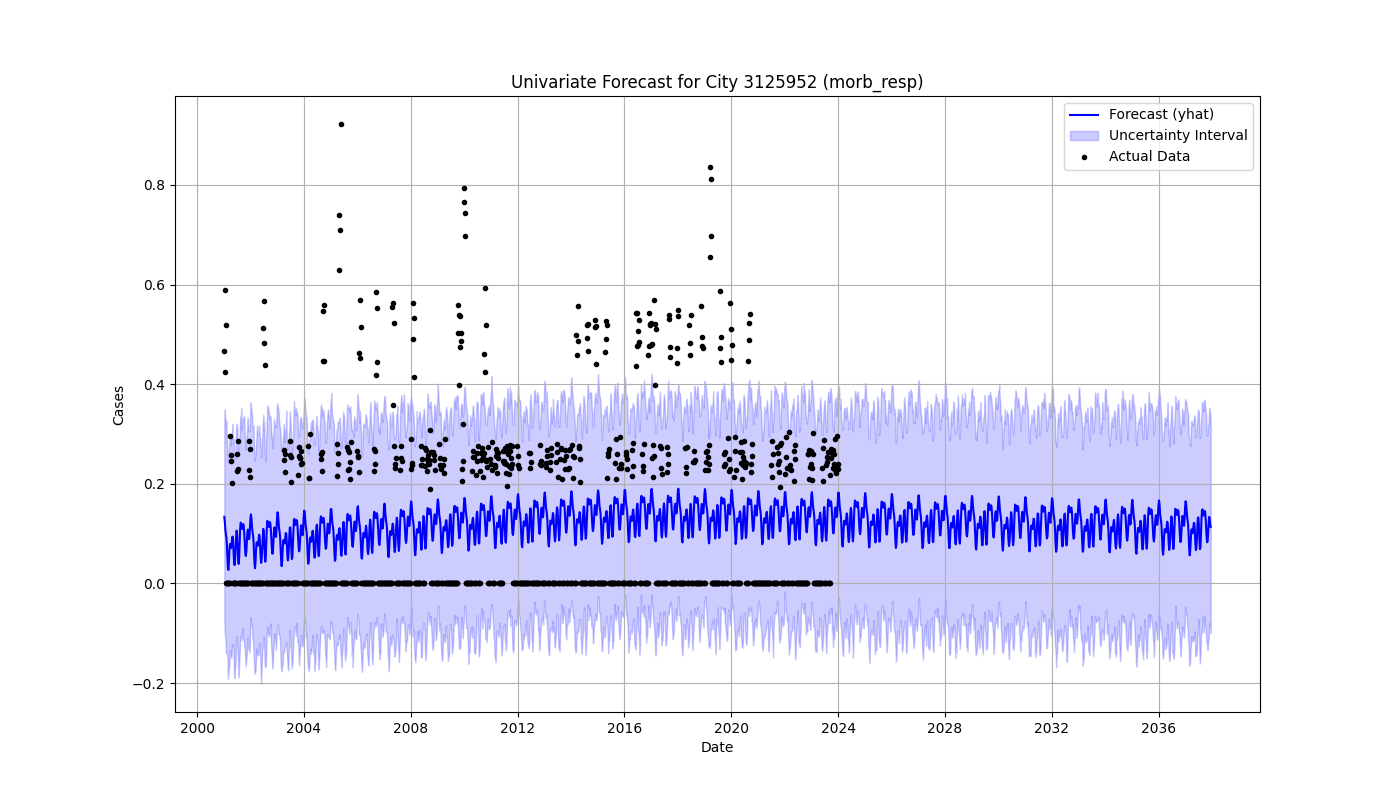 Univariate Forecast for City 3125952 (morb_resp)
Forecast (yhat)
Uncertainty Interval
Actual Data
Cases
0.8
0.6
0.4
0.2
0.0
−0.2
2000 2004 2008 2012 2016 2020 2024 2028 2032 2036
Date